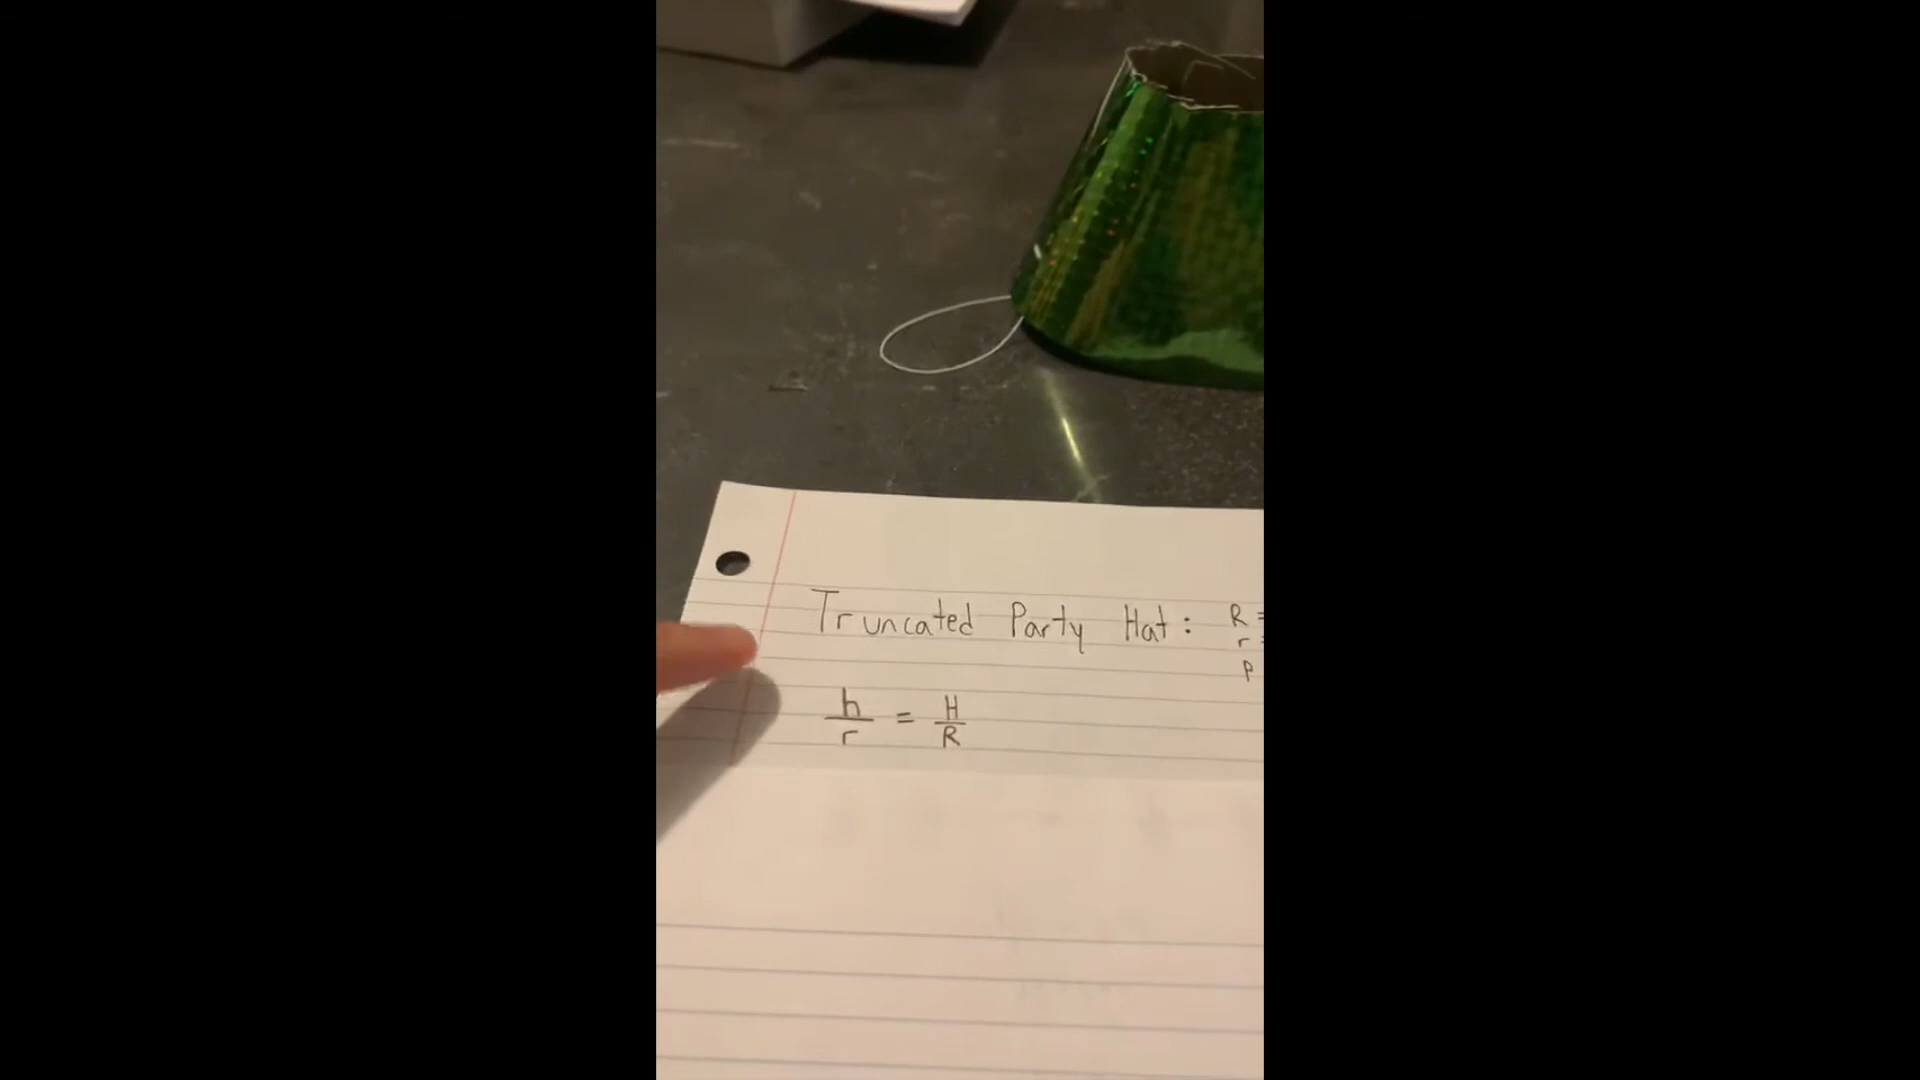 Truncated Party Hat: R =
r =
p
h/r = H/R